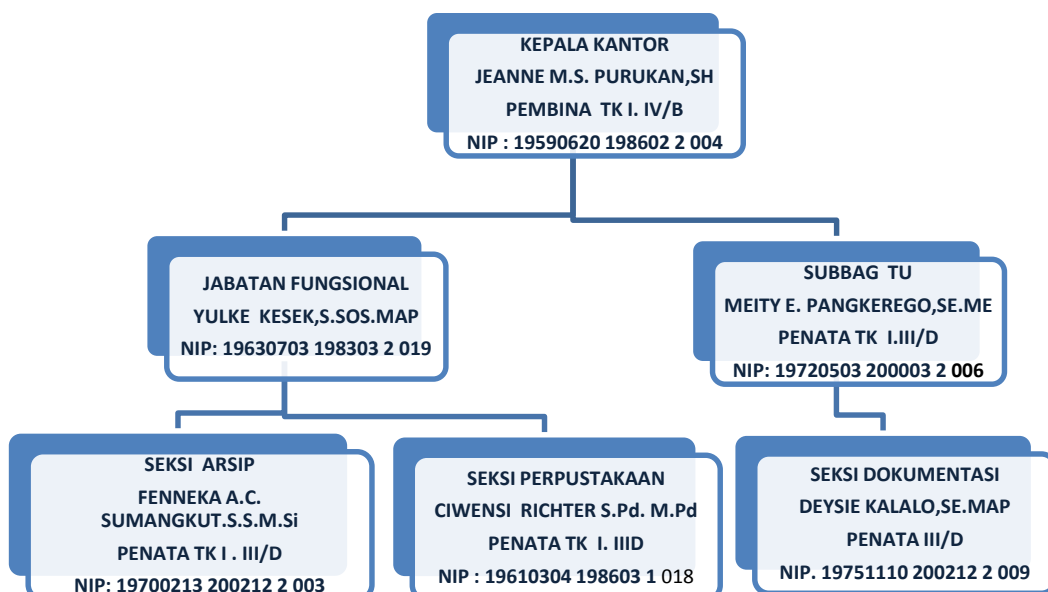 KEPALA KANTOR
JEANNE M.S. PURUKAN,SH
PEMBINA TK I. IV/B
NIP : 19590620 198602 2 004
JABATAN FUNGSIONAL
YULKE KESEK,S.SOS.MAP
NIP: 19630703 198303 2 019
SUBBAG TU
MEITY E. PANGKEREGO,SE.ME
PENATA TK I.III/D
NIP: 19720503 200003 2 006
SEKSI ARSIP
FENNEKA A.C.
SUMANGKUT.S.S.M.Si
PENATA TK I . III/D
NIP: 19700213 200212 2 003
SEKSI PERPUSTAKAAN
CIWENSI RICHTER S.Pd. M.Pd
PENATA TK I. IIID
NIP : 19610304 198603 1 018
SEKSI DOKUMENTASI
DEYSIE KALALO,SE.MAP
PENATA III/D
NIP. 19751110 200212 2 009